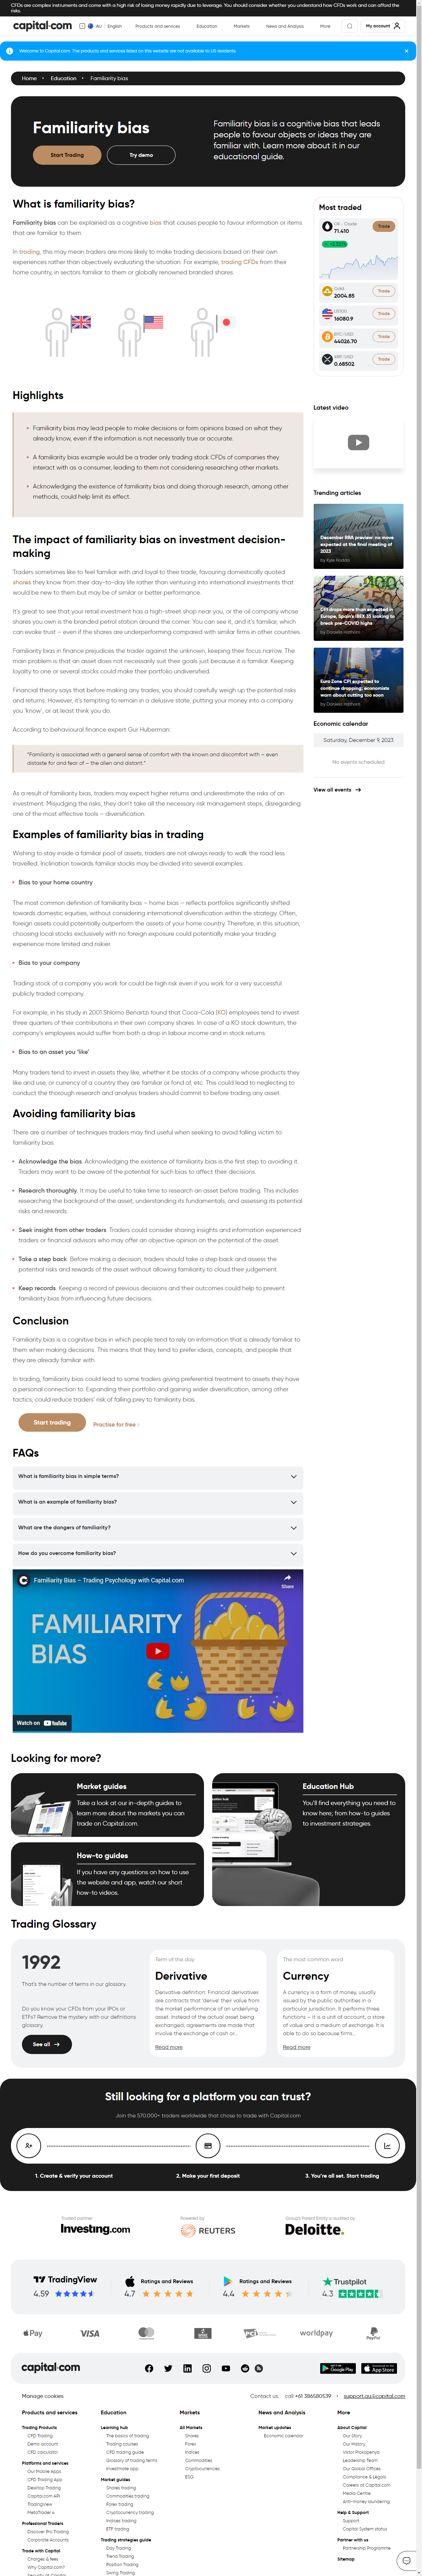 CFDs are complex instruments and come with a high risk of losing money rapidly due to leverage. You should consider whether you understand how CFDs work and can afford the
risks.
capital.com
AU
English
Products and services
Education
Markets
News and Analysis
More
My account
Welcome to Capital.com. The products and services listed on this website are not available to US residents.
Home • Education • Familiarity bias
Familiarity bias
Start Trading
Try demo
Familiarity bias is a cognitive bias that leads
people to favour objects or ideas they are
familiar with. Learn more about it in our
educational guide.
What is familiarity bias?
Familiarity bias can be explained as a cognitive bias that causes people to favour information or items
that are familiar to them.
In trading, this may mean traders are more likely to make trading decisions based on their own
experiences rather than objectively evaluating the situation. For example, trading CFDs from their
home country, in sectors familiar to them or globally renowned branded shares.
Highlights
Familiarity bias may lead people to make decisions or form opinions based on what they
already know, even if the information is not necessarily true or accurate.
A familiarity bias example would be a trader only trading stock CFDs of companies they
interact with as a consumer, leading to them not considering researching other markets.
Acknowledging the existence of familiarity bias and doing thorough research, among other
methods, could help limit its effect.
The impact of familiarity bias on investment decision-
making
Traders sometimes like to feel familiar with and loyal to their trade, favouring domestically quoted
shares they know from their day-to-day life rather than venturing into international investments that
would be new to them but may be of similar or better performance.
It's great to see that your retail investment has a high-street shop near you, or the oil company whose
shares you own is the branded petrol station around the corner. You can see it, and it's familiar, which
can evoke trust – even if the shares are underperforming compared with similar firms in other countries.
Familiarity bias in finance prejudices the trader against the unknown, keeping their focus narrow. The
main problem is that an asset does not necessarily suit their goals just because it is familiar. Keeping
loyalty to one or several stocks could make their portfolio undiversified.
Financial theory says that before making any trades, you should carefully weigh up the potential risks
and returns. However, it's tempting to remain in a delusive state, putting your money into a company
you 'know', or at least think you do.
According to behavioural finance expert Gur Huberman:
"Familiarity is associated with a general sense of comfort with the known and discomfort with – even
distaste for and fear of – the alien and distant."
As a result of familiarity bias, traders may expect higher returns and underestimate the risks of an
investment. Misjudging the risks, they don't take all the necessary risk management steps, disregarding
one of the most effective tools – diversification.
Examples of familiarity bias in trading
Wishing to stay inside a familiar pool of assets, traders are not always ready to walk the road less
travelled. Inclination towards familiar stocks may be divided into several examples:
Bias to your home country
The most common definition of familiarity bias – home bias – reflects portfolios significantly shifted
towards domestic equities, without considering international diversification within the strategy. Often,
foreign assets could potentially outperform the assets of your home country. Therefore, in this situation,
choosing local stocks exclusively with no foreign exposure could potentially make your trading
experience more limited and riskier.
Bias to your company
Trading stock of a company you work for could be high risk even if you work for a very successful
publicly traded company.
For example, in his study in 2001 Shlomo Benartzi found that Coca-Cola (KO) employees tend to invest
three quarters of their contributions in their own company shares. In case of a KO stock downturn, the
company's employees would suffer from both a drop in labour income and in stock returns.
Bias to an asset you 'like'
Many traders tend to invest in assets they like, whether it be stocks of a company whose products they
like and use, or currency of a country they are familiar or fond of, etc. This could lead to neglecting to
conduct the thorough research and analysis traders should commit to before trading any asset.
Avoiding familiarity bias
There are a number of techniques traders may find useful when seeking to avoid falling victim to
familiarity bias.
Acknowledge the bias. Acknowledging the existence of familiarity bias is the first step to avoiding it.
Traders may want to be aware of the potential for such bias to affect their decisions.
Research thoroughly. It may be useful to take time to research an asset before trading. This includes
researching the background of the asset, understanding its fundamentals, and assessing its potential
risks and rewards.
Seek insight from other traders. Traders could consider sharing insights and information experienced
traders or financial advisories who may offer an objective opinion on the potential of the asset.
Take a step back. Before making a decision, traders should take a step back and assess the
potential risks and rewards of the asset without allowing familiarity to cloud their judgement.
Keep records. Keeping a record of previous decisions and their outcomes could help to prevent
familiarity bias from influencing future decisions.
Conclusion
Familiarity bias is a cognitive bias in which people tend to rely on information that is already familiar to
them when making decisions. This means that they tend to prefer ideas, concepts, and people that
they are already familiar with.
In trading, familiarity bias could lead to some traders giving preferential treatment to assets they have
a personal connection to. Expanding their portfolio and gaining wider diversification, among other
tactics, could reduce traders' risk of falling prey to familiarity bias.
Start trading
Practise for free
FAQs
What is familiarity bias in simple terms?
What is an example of familiarity bias?
What are the dangers of familiarity?
How do you overcome familiarity bias?
Familiarity Bias – Trading Psychology with Capital.com
Share
FAMILIARITY
BIAS
Watch on YouTube
Most traded
Oil - Crude
71.410
Trade
Gold
2004.85
Trade
US100
16080.9
Trade
BTC/USD
44026.70
Trade
XRP/USD
0.68502
Trade
Latest video
Trending articles
December RBA preview: no move
expected at the final meeting of
2023
by Kyle Rodda
CPI drops more than expected in
Europe, Spain's IBEX 35 looking to
break pre-COVID highs
by Daniela Hathorn
Euro Zone CPI expected to
continue dropping; economists
warn about cutting too soon
by Daniela Hathorn
Economic calendar
Saturday, December 9, 2023
No events scheduled
View all events
Looking for more?
Market guides
Take a look at our in-depth guides to
learn more about the markets you can
trade on Capital.com.
How-to guides
If you have any questions on how to use
the website and app, watch our short
how-to videos.
Education Hub
You'll find everything you need to
know here; from how-to guides
to investment strategies.
Trading Glossary
1992
That's the number of terms in our glossary.
Do you know our CFDs from your IPOs or
ETFs? Remove the mystery with our definitions
glossary.
See all
Term of the day
Derivative
Derivative definition: Financial derivatives
are contracts that 'derive' value from
the market performance of an underlying
asset. Instead of the actual asset being
exchanged, agreements are made that
involve the exchange of cash or...
Read more
The most common word
Currency
A currency is a form of money, usually
used by the public of countries in a
particular jurisdiction. It performs three
functions – it is a unit of account, a store
of value and a medium of exchange. It is
able to do so because firms...
Read more
Still looking for a platform you can trust?
Join the 570.000+ traders worldwide that chose to trade with Capital.com
1. Create & verify your account
2. Make your first deposit
3. You're all set. Start trading
Trusted partner
Investing.com
Powered by
REUTERS
Group's Parent Entity is audited by
Deloitte.
TradingView
4.59
Ratings and Reviews
4.7
Ratings and Reviews
4.4
Trustpilot
4.3
Pay
VISA
mastercard
PCI
worldpay
PayPal
capital.com
Google Play
App Store
Manage cookies
Contact us: call +61 386580539 • support.au@capital.com
Products and services
Trading Products
CFD Trading
Demo account
CFD calculator
Platforms and services
Our Mobile Apps
CFD Trading App
Desktop Trading
Capital.com API
TradingView
MetaTrader 4
Professional Traders
Discover Pro Trading
Corporate Accounts
Trade with Capital
Charges & fees
Why Capital.com?
Education
Learning hub
The basics of trading
Trading courses
CFD trading guide
Glossary of trading terms
Investmate app
Market guides
Shares trading
Commodities trading
Forex trading
Cryptocurrency trading
Indices trading
ETF trading
Trading strategies guide
Day Trading
Trend Trading
Position Trading
Swing Trading
Markets
All Markets
Shares
Forex
Indices
Commodities
Cryptocurrencies
ESG
News and Analysis
Market updates
Economic calendar
More
About Capital
Our Story
Our History
Viktor Prokopenya
Leadership Team
Our Global Offices
Compliance & Legals
Careers at Capital.com
Media Centre
Anti-money laundering
Help & Support
Support
Capital System status
Partner with us
Partnership Programme
Sitemap